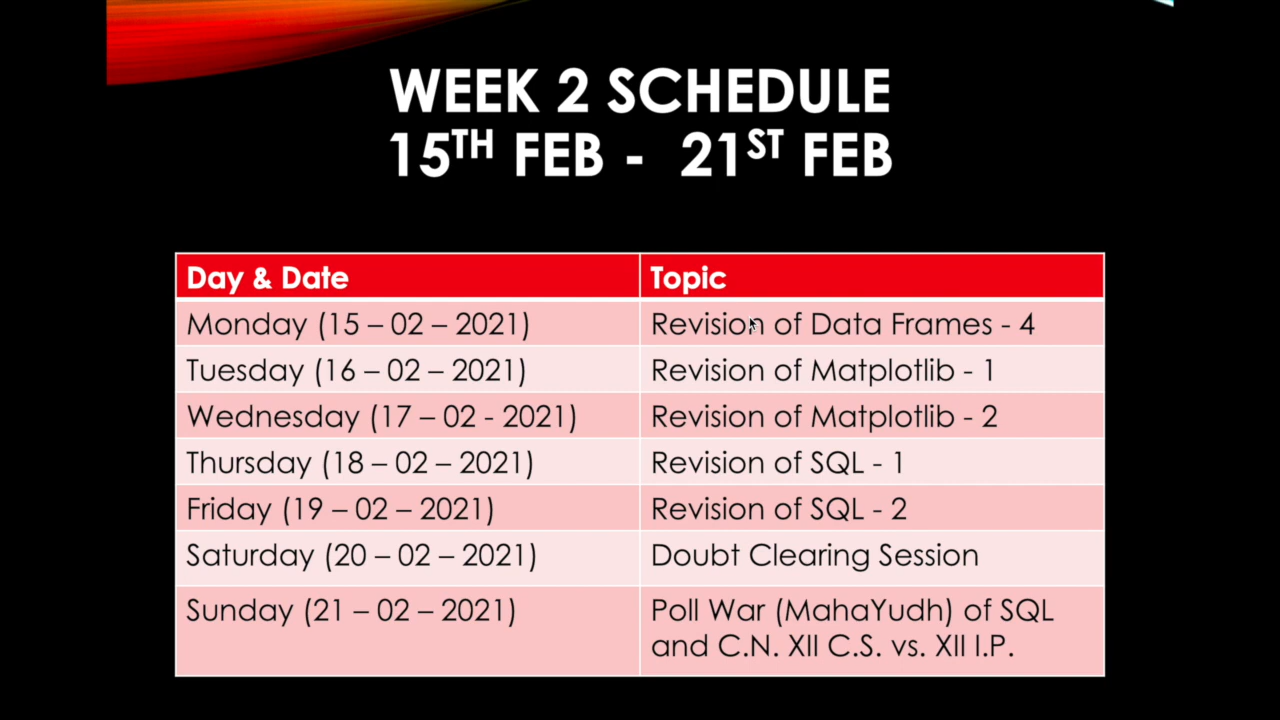 WEEK 2 SCHEDULE
15TH FEB - 21ST FEB
Day & Date Topic
Monday (15 – 02 – 2021) Revision of Data Frames - 4
Tuesday (16 – 02 – 2021) Revision of Matplotlib - 1
Wednesday (17 – 02 - 2021) Revision of Matplotlib - 2
Thursday (18 – 02 – 2021) Revision of SQL - 1
Friday (19 – 02 – 2021) Revision of SQL - 2
Saturday (20 – 02 – 2021) Doubt Clearing Session
Sunday (21 – 02 – 2021) Poll War (MahaYudh) of SQL
and C.N. XII C.S. vs. XII I.P.